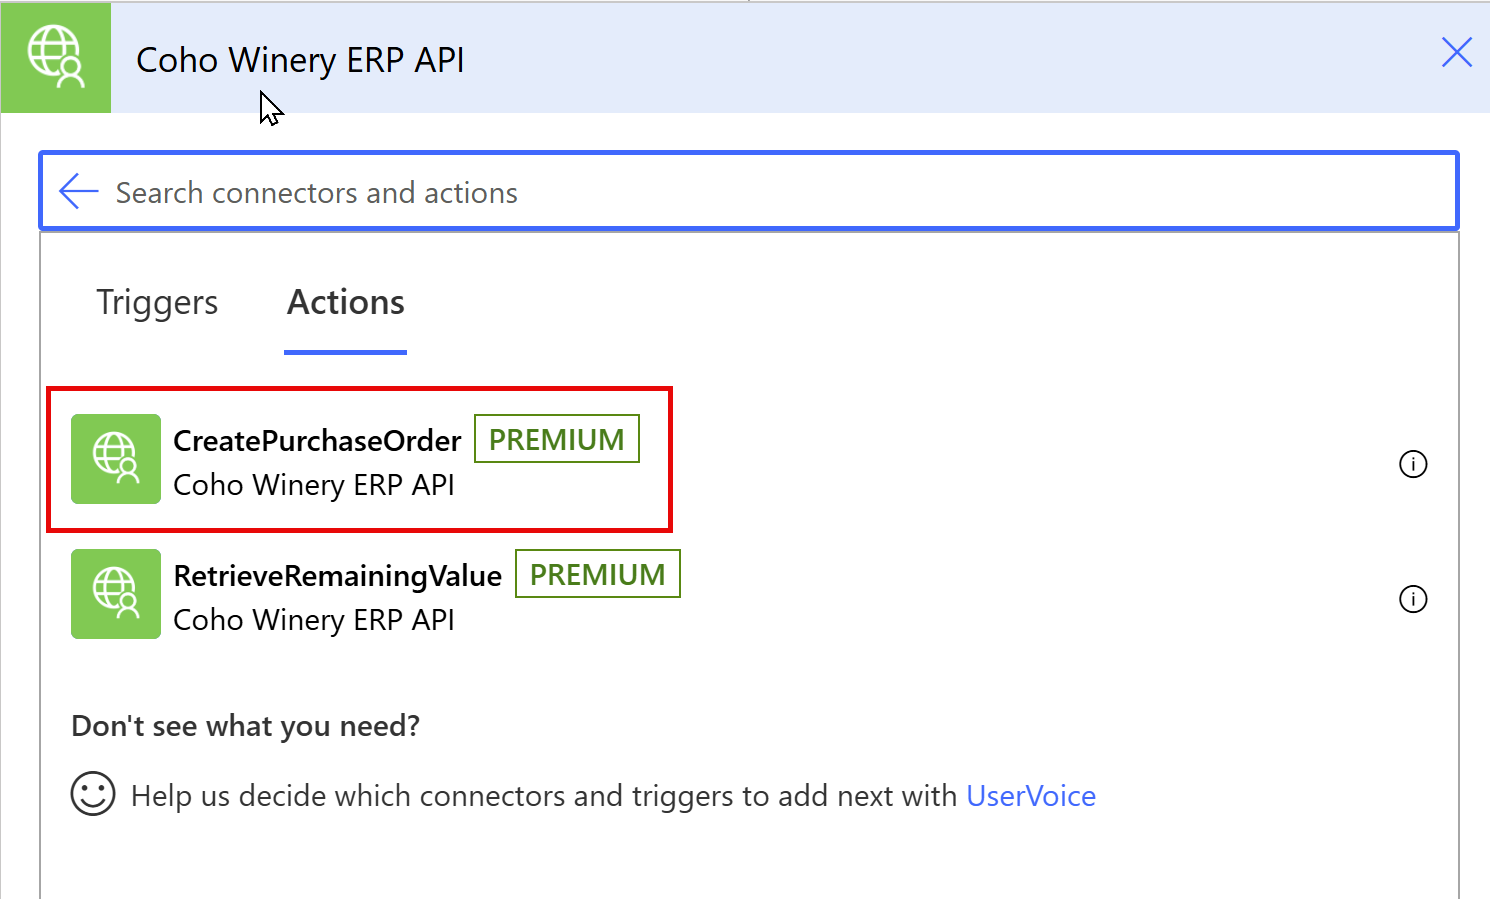 Coho Winery ERP API
Search connectors and actions
Triggers Actions
CreatePurchaseOrder PREMIUM
Coho Winery ERP API
RetrieveRemainingValue PREMIUM
Coho Winery ERP API
Don't see what you need?
Help us decide which connectors and triggers to add next with UserVoice